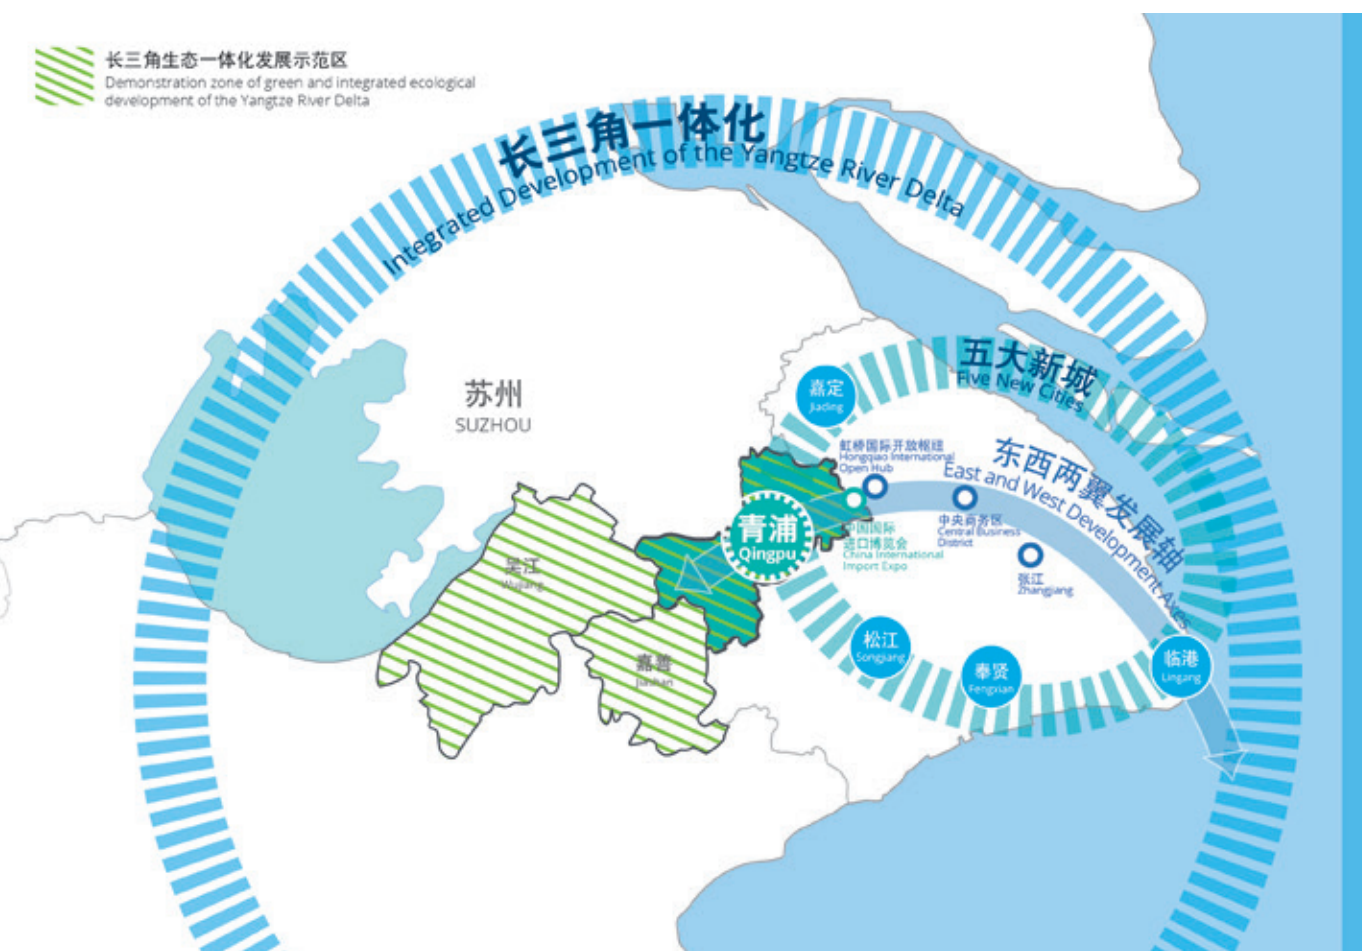 长三角生态一体化发展示范区
Demonstration zone of green and integrated ecological
development of the Yangtze River Delta
长三角一体化
Integrated Development of the Yangtze River Delta
五大新城
Five New Cities
嘉定
Jiading
苏州
SUZHOU
虹桥国际开放枢纽
Hongqiao International
Open Hub
东西两翼发展轴
East and West Development Axes
青浦
Qingpu
中国国际
进口博览会
China International
Import Expo
中央商务区
Central Business
District
张江
Zhangjiang
吴江
Wujiang
嘉善
Jiashan
松江
Songjiang
奉贤
Fengxian
临港
Lingang